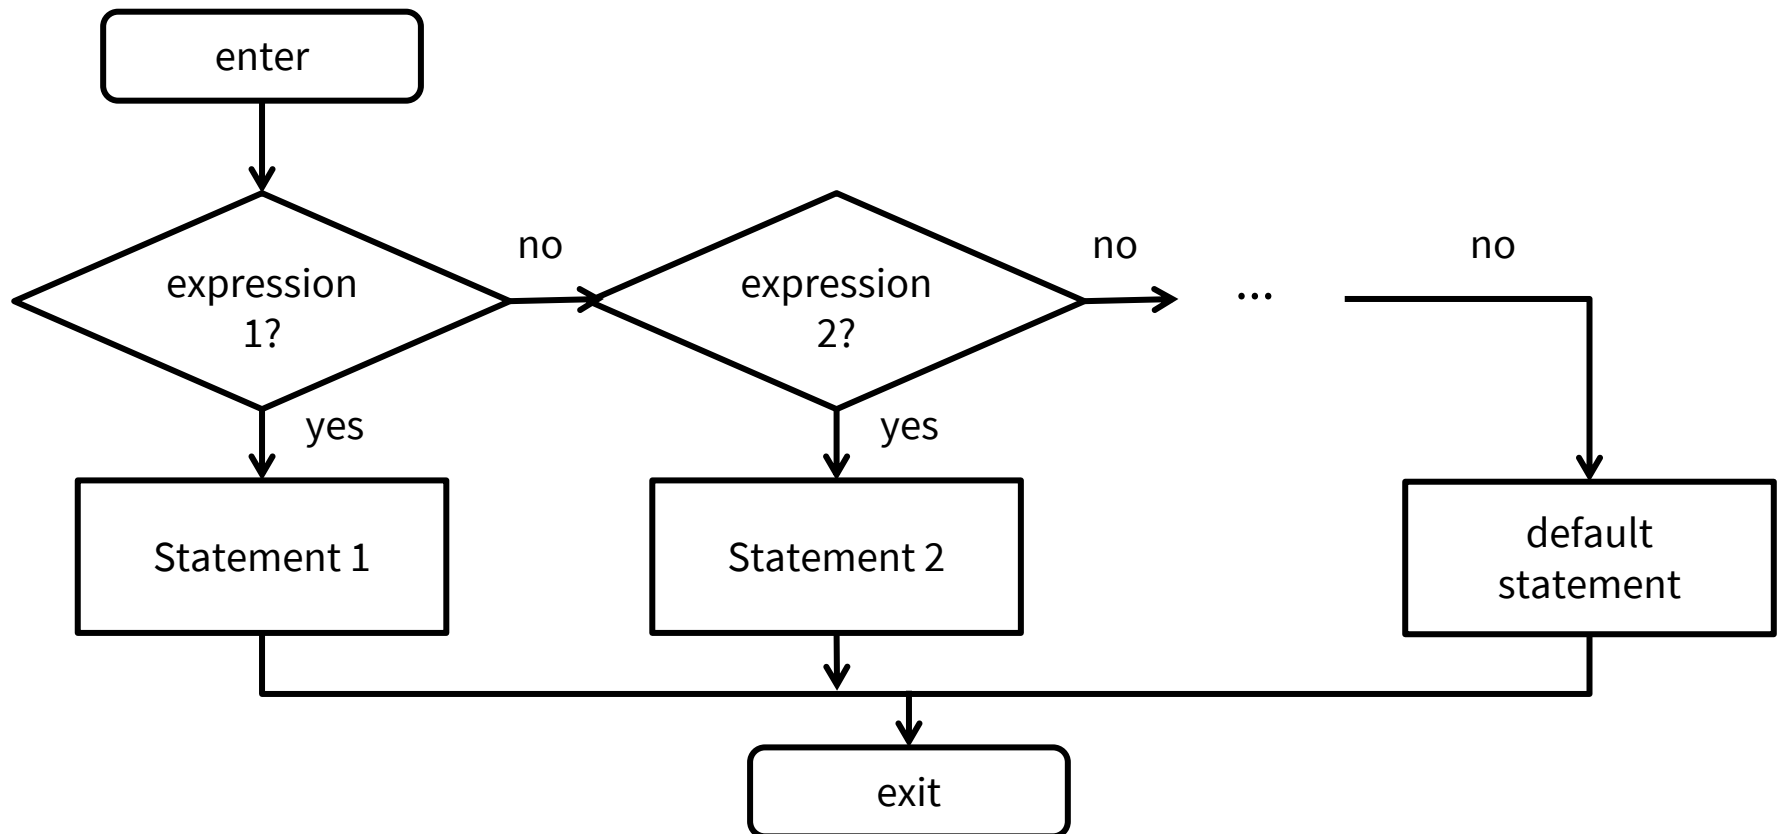 enter
no
no
no
expression
1?
expression
2?
...
yes
yes
Statement 1
Statement 2
default
statement
exit